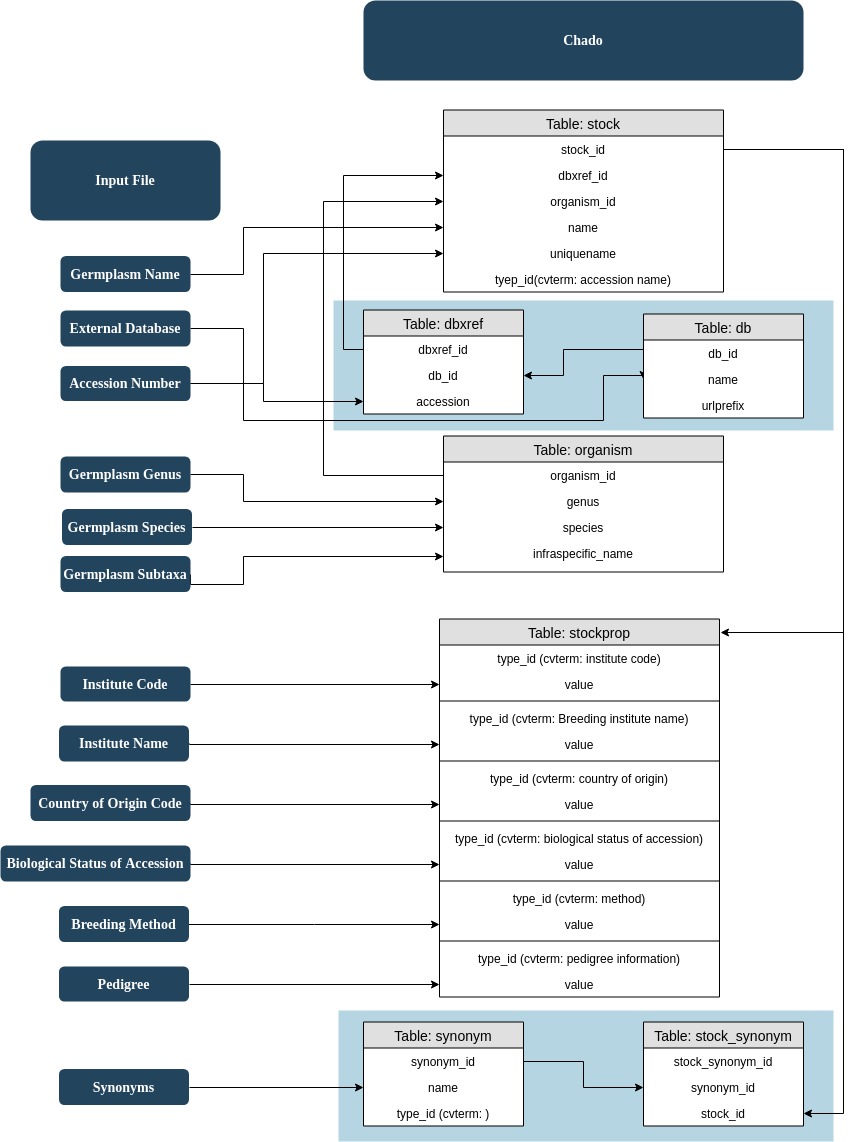 Chado
Input File
Germplasm Name
External Database
Accession Number
Germplasm Genus
Germplasm Species
Germplasm Subtaxa
Institute Code
Institute Name
Country of Origin Code
Biological Status of Accession
Breeding Method
Pedigree
Synonyms
Table: stock
stock_id
dbxref_id
organism_id
name
uniquename
tyep_id(cvterm: accession name)
Table: dbxref
dbxref_id
db_id
accession
Table: db
db_id
name
urlprefix
Table: organism
organism_id
genus
species
infraspecific_name
Table: stockprop
type_id (cvterm: institute code)
value
type_id (cvterm: Breeding institute name)
value
type_id (cvterm: country of origin)
value
type_id (cvterm: biological status of accession)
value
type_id (cvterm: method)
value
type_id (cvterm: pedigree information)
value
Table: synonym
synonym_id
name
type_id (cvterm: )
Table: stock_synonym
stock_synonym_id
synonym_id
stock_id